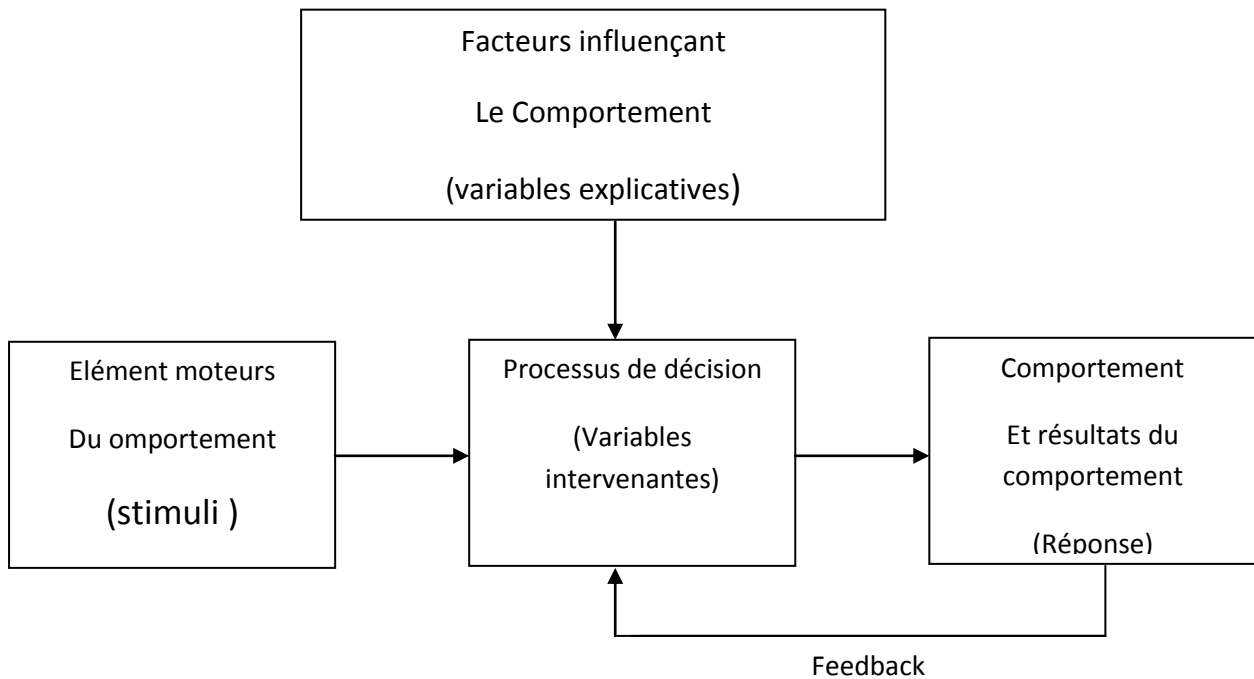 Facteurs influençant
Le Comportement
(variables explicatives)
Elément moteurs
Du omportement
(stimuli )
Processus de décision
(Variables
intervenantes)
Comportement
Et résultats du
comportement
(Réponse)
Feedback